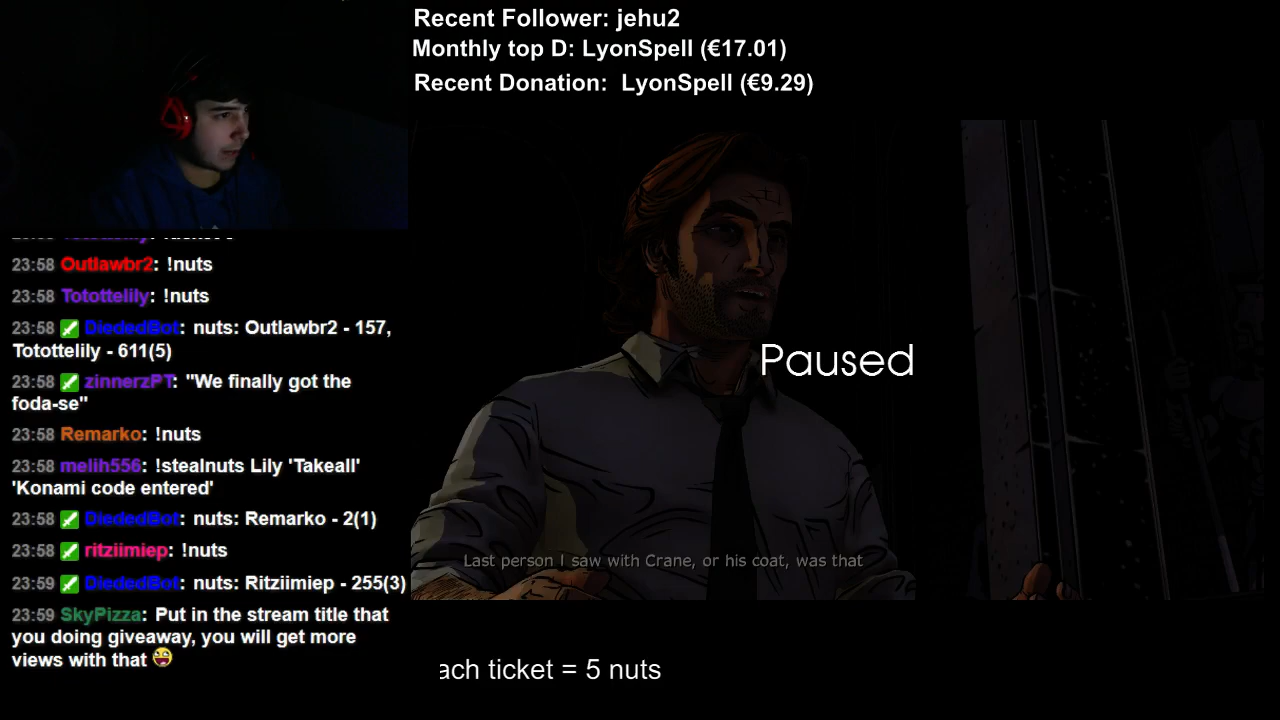 Recent Follower: jehu2
Monthly top D: LyonSpell (€17.01)
Recent Donation: LyonSpell (€9.29)
23:58 Outlawbr2: !nuts
23:58 Totottelily: !nuts
23:58 DiededBot: nuts: Outlawbr2 - 157,
Totottelily - 611(5)
23:58 zinnerzPT: "We finally got the
foda-se"
23:58 Remarko: !nuts
23:58 melih556: !stealnuts Lily 'Takeall'
'Konami code entered'
23:58 DiededBot: nuts: Remarko - 2(1)
23:58 ritziimiep: !nuts
23:59 DiededBot: nuts: Ritziimiep - 255(3)
23:59 SkyPizza: Put in the stream title that
you doing giveaway, you will get more
views with that
Paused
Last person I saw with Crane, or his coat, was that
ach ticket = 5 nuts